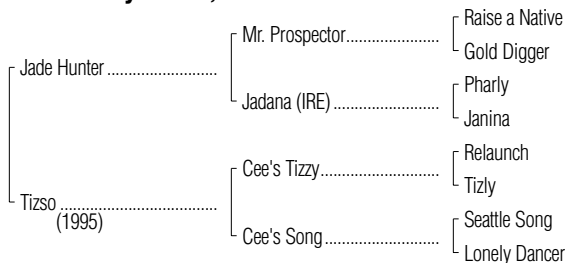 Raise a Native
Mr. Prospector....................
Gold Digger
Jade Hunter ........................
Pharly
Jadana (IRE) .......................
Janina
Relaunch
Cee's Tizzy..........................
Tizly
Tizso ..................................
(1995)
Seattle Song
Cee's Song.........................
Lonely Dancer